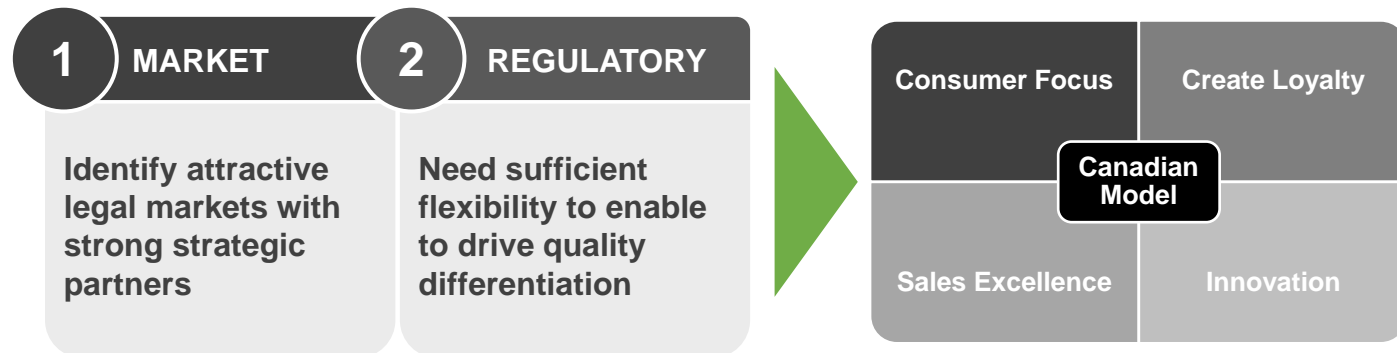 1 MARKET
Identify attractive
legal markets with
strong strategic
partners
2 REGULATORY
Need sufficient
flexibility to enable
to drive quality
differentiation
Consumer Focus
Create Loyalty
Canadian
Model
Sales Excellence
Innovation